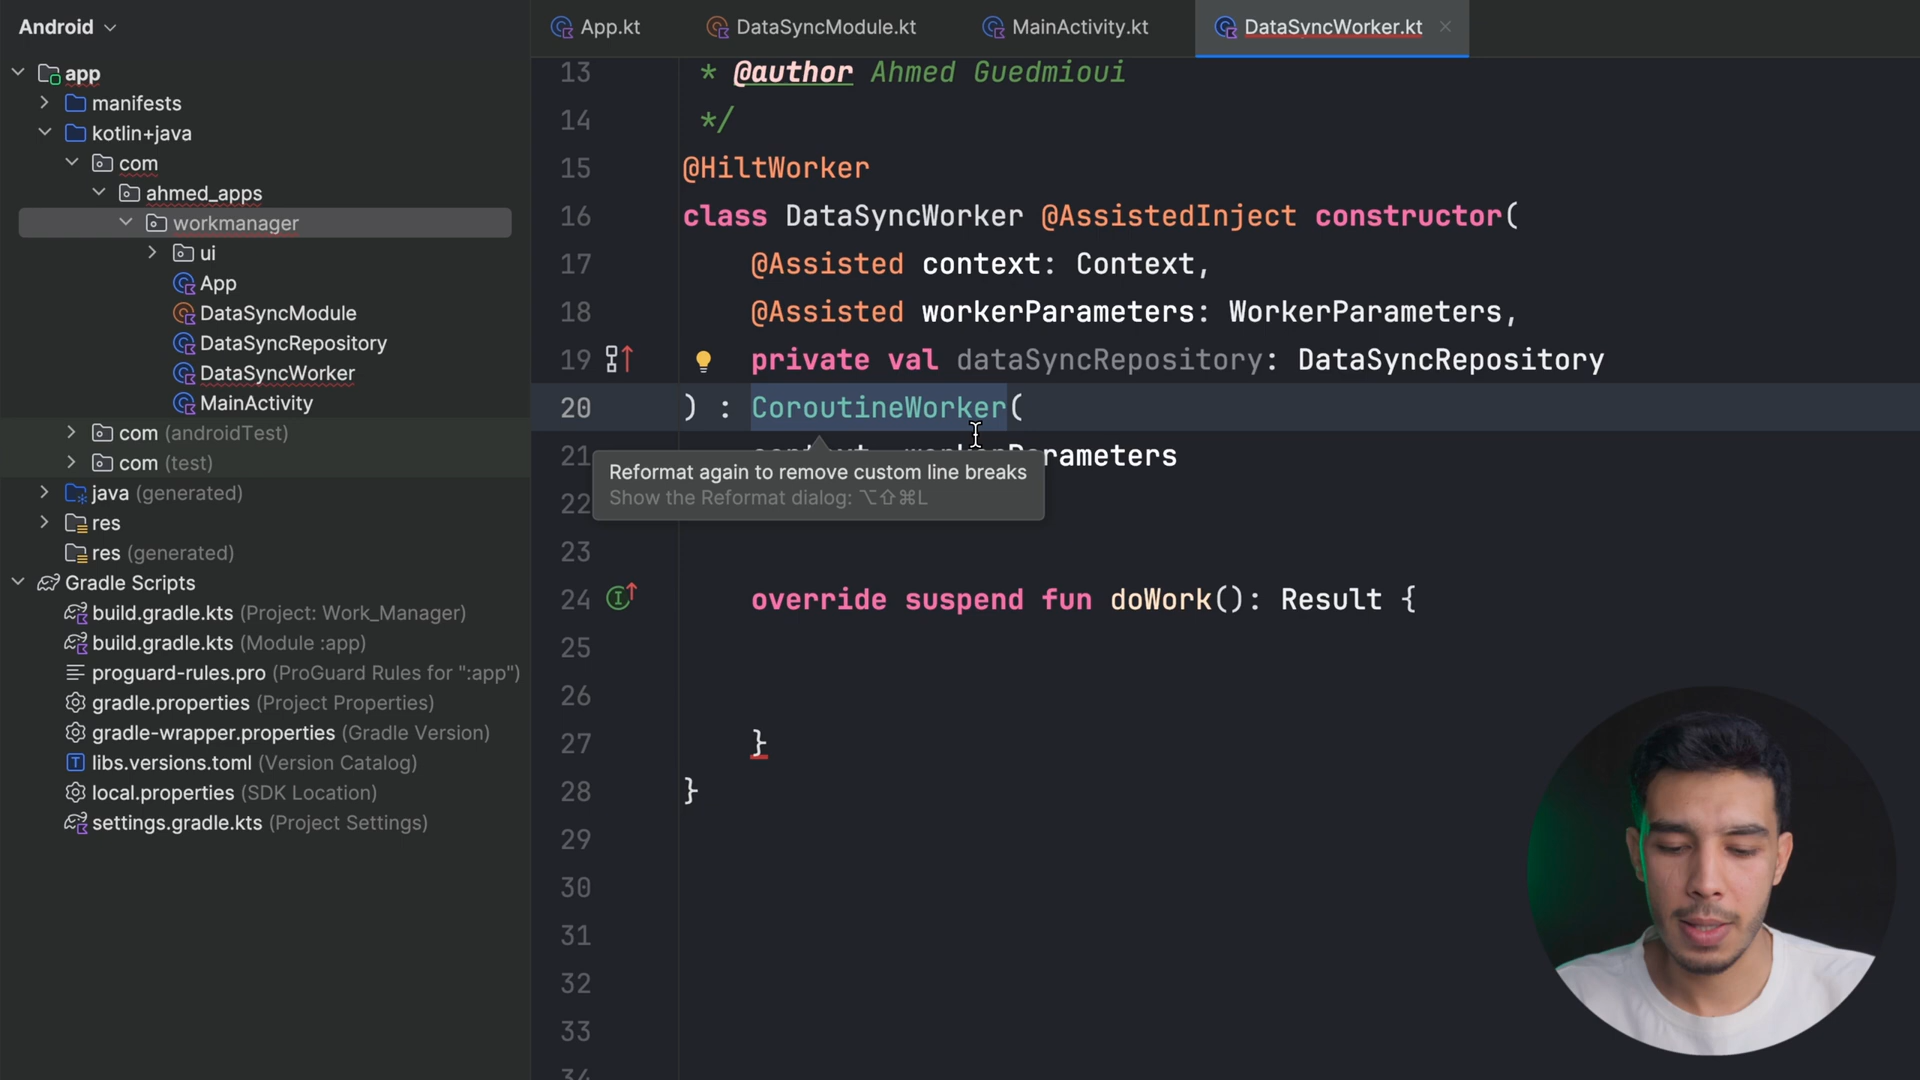 Android
app
manifests
kotlin+java
com
ahmed_apps
workmanager
ui
App
DataSyncModule
DataSyncRepository
DataSyncWorker
MainActivity
com (androidTest)
com (test)
java (generated)
res
res (generated)
Gradle Scripts
build.gradle.kts (Project: Work_Manager)
build.gradle.kts (Module :app)
proguard-rules.pro (ProGuard Rules for ":app")
gradle.properties (Project Properties)
gradle-wrapper.properties (Gradle Version)
libs.versions.toml (Version Catalog)
local.properties (SDK Location)
settings.gradle.kts (Project Settings)
App.kt DataSyncModule.kt MainActivity.kt DataSyncWorker.kt
13 * @author Ahmed Guedmioui
14 */
15 @HiltWorker
16 class DataSyncWorker @AssistedInject constructor(
17 @Assisted context: Context,
18 @Assisted workerParameters: WorkerParameters,
19 private val dataSyncRepository: DataSyncRepository
20 ) : CoroutineWorker(
21 context, workerParameters
Reformat again to remove custom line breaks
Show the Reformat dialog: ⌥⇧⌘L
22
23
24 override suspend fun doWork(): Result {
25
26
27 }
28 }
29
30
31
32
33
34